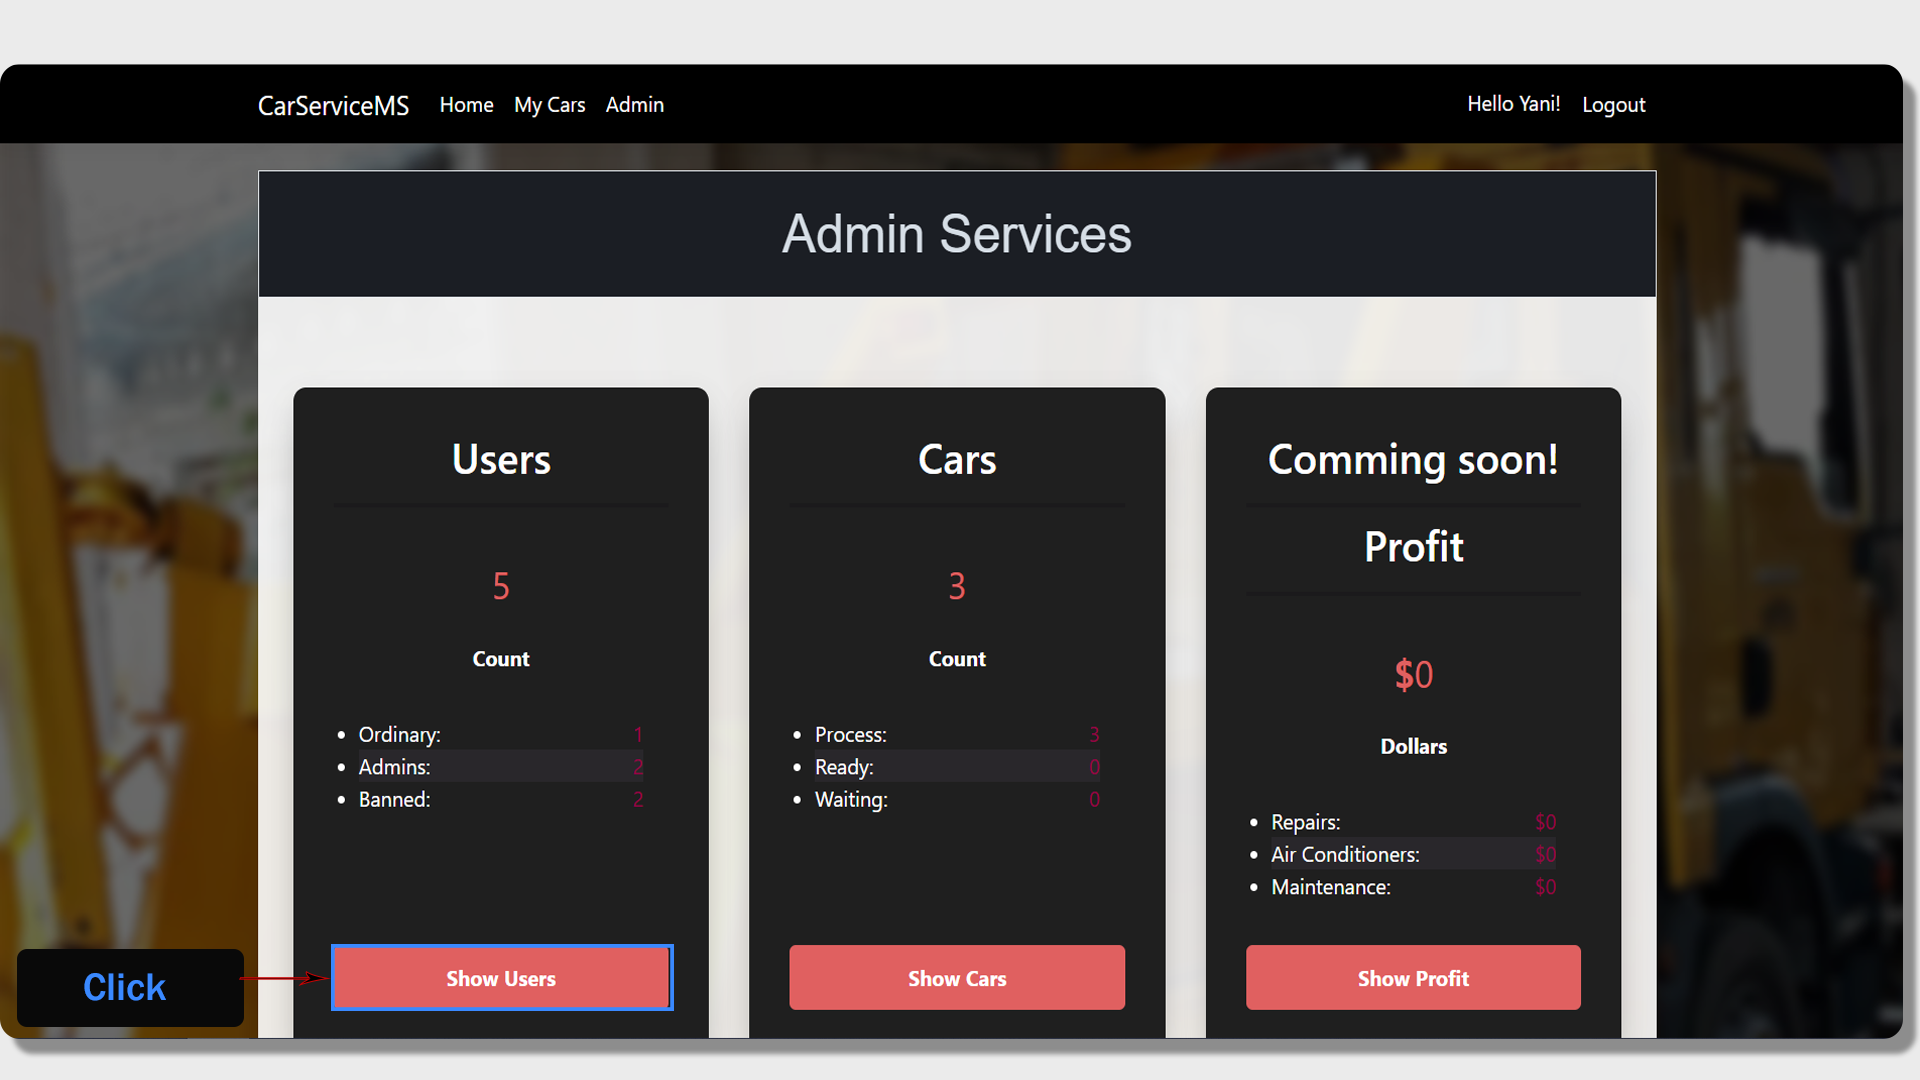 CarServiceMS Home My Cars Admin Hello Yani! Logout
Admin Services
Users
5
Count
Ordinary: 1
Admins: 2
Banned: 2
Show Users
Cars
3
Count
Process: 3
Ready: 0
Waiting: 0
Show Cars
Comming soon!
Profit
$0
Dollars
Repairs: $0
Air Conditioners: $0
Maintenance: $0
Show Profit
Click